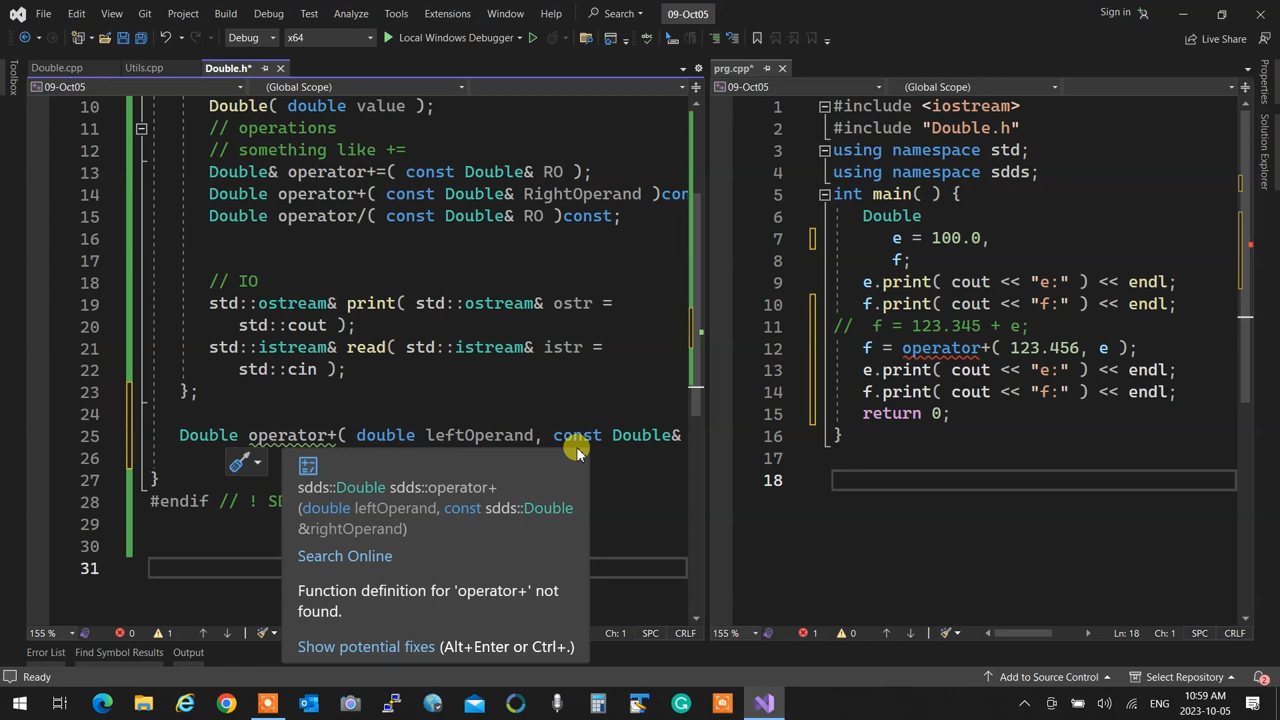 File Edit View Git Project Build Debug Test Analyze Tools Extensions Window Help Search 09-Oct05 Sign in
Debug x64 Local Windows Debugger Live Share
Toolbox
Double.cpp Utils.cpp Double.h*
09-Oct05 (Global Scope)
10 Double( double value );
11 // operations
12 // something like +=
13 Double& operator+=( const Double& RO );
14 Double operator+( const Double& RightOperand )con
15 Double operator/( const Double& RO )const;
16
17
18 // IO
19 std::ostream& print( std::ostream& ostr =
20 std::cout );
21 std::istream& read( std::istream& istr =
22 std::cin );
23 };
24
25 Double operator+( double leftOperand, const Double&
26
27 }
28 #endif // ! SD
29
30
31
sdds::Double sdds::operator+
(double leftOperand, const sdds::Double
&rightOperand)
Search Online
Function definition for 'operator+' not
found.
Show potential fixes (Alt+Enter or Ctrl+.)
155 % 0 1 Ch: 1 SPC CRLF
prg.cpp*
09-Oct05 (Global Scope)
1 #include <iostream>
2 #include "Double.h"
3 using namespace std;
4 using namespace sdds;
5 int main( ) {
6 Double
7 e = 100.0,
8 f;
9 e.print( cout << "e:" ) << endl;
10 f.print( cout << "f:" ) << endl;
11 // f = 123.345 + e;
12 f = operator+( 123.456, e );
13 e.print( cout << "e:" ) << endl;
14 f.print( cout << "f:" ) << endl;
15 return 0;
16 }
17
18
155 % 1 0 Ln: 18 Ch: 1 SPC CRLF
Properties
Solution Explorer
Error List Find Symbol Results Output
Ready Add to Source Control Select Repository 2
ENG 10:59 AM
2023-10-05